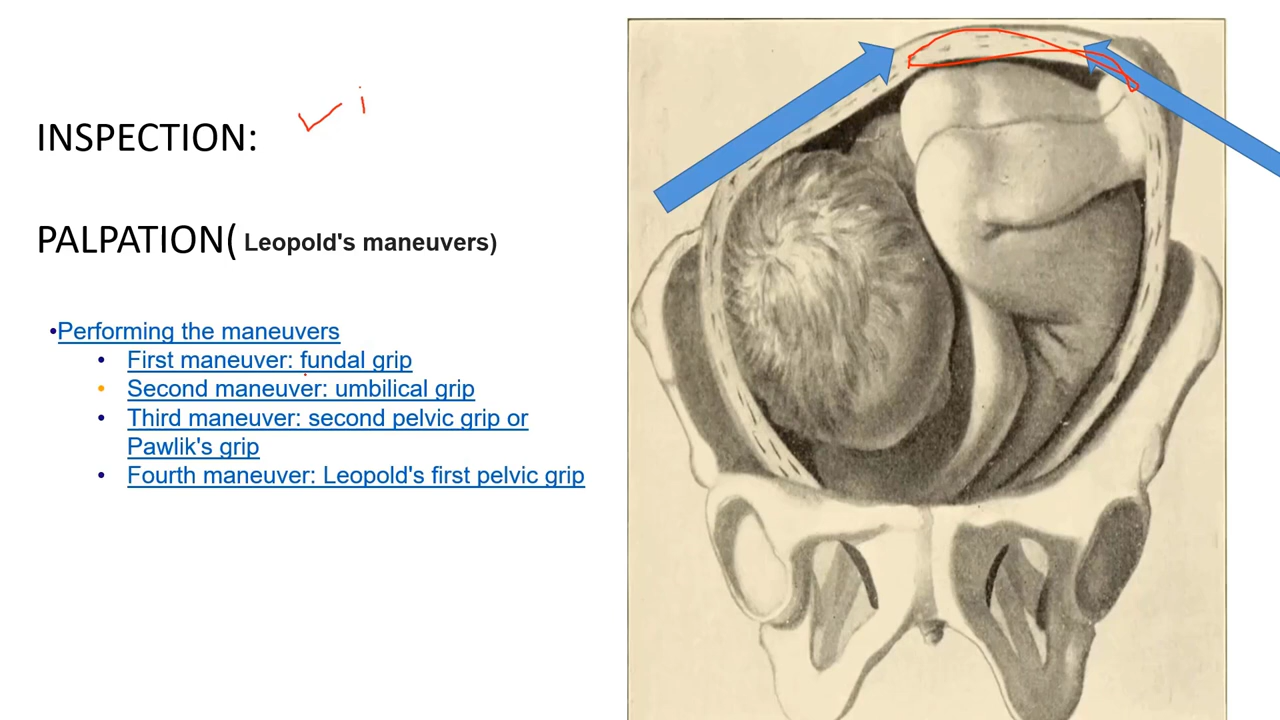 INSPECTION:
PALPATION( Leopold's maneuvers)
•Performing the maneuvers
• First maneuver: fundal grip
• Second maneuver: umbilical grip
• Third maneuver: second pelvic grip or
Pawlik's grip
• Fourth maneuver: Leopold's first pelvic grip